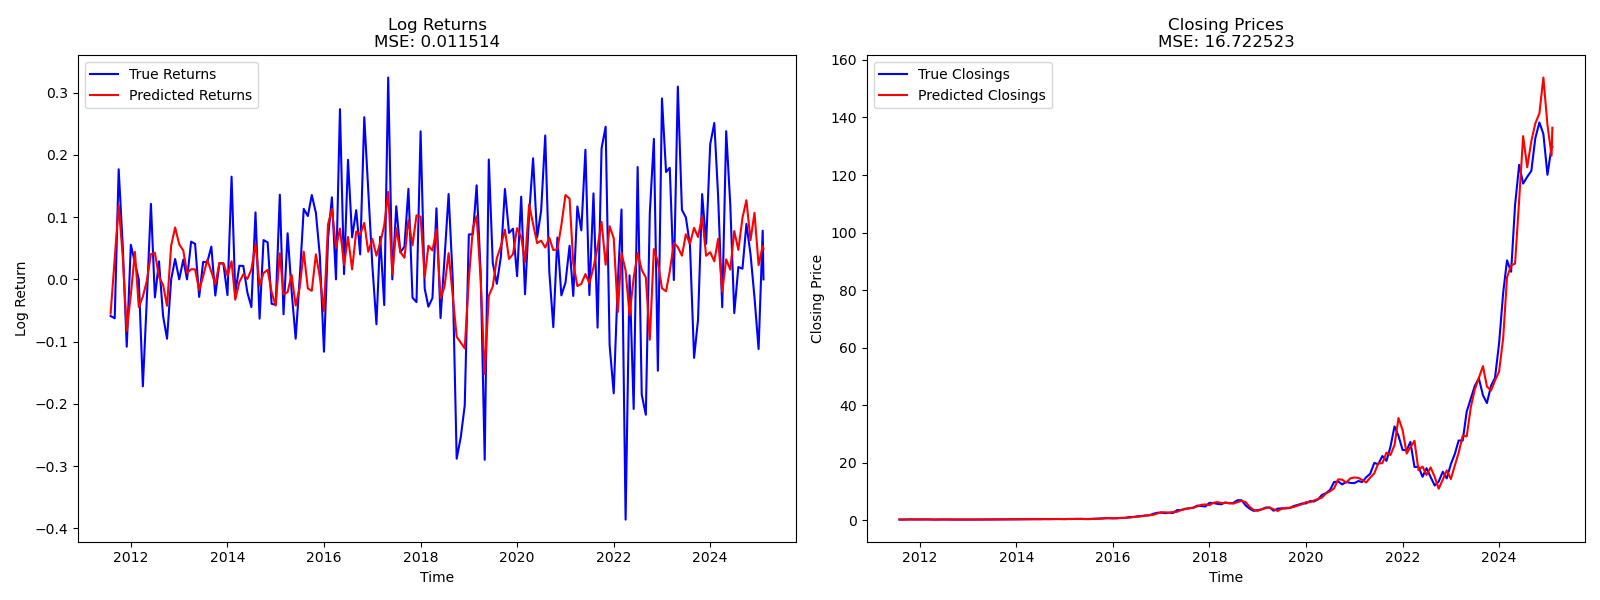 Log Returns
MSE: 0.011514
True Returns
Predicted Returns
0.3
0.2
0.1
0.0
−0.1
−0.2
−0.3
−0.4
Log Return
2012 2014 2016 2018 2020 2022 2024
Time
Closing Prices
MSE: 16.722523
True Closings
Predicted Closings
160
140
120
100
80
60
40
20
0
Closing Price
2012 2014 2016 2018 2020 2022 2024
Time